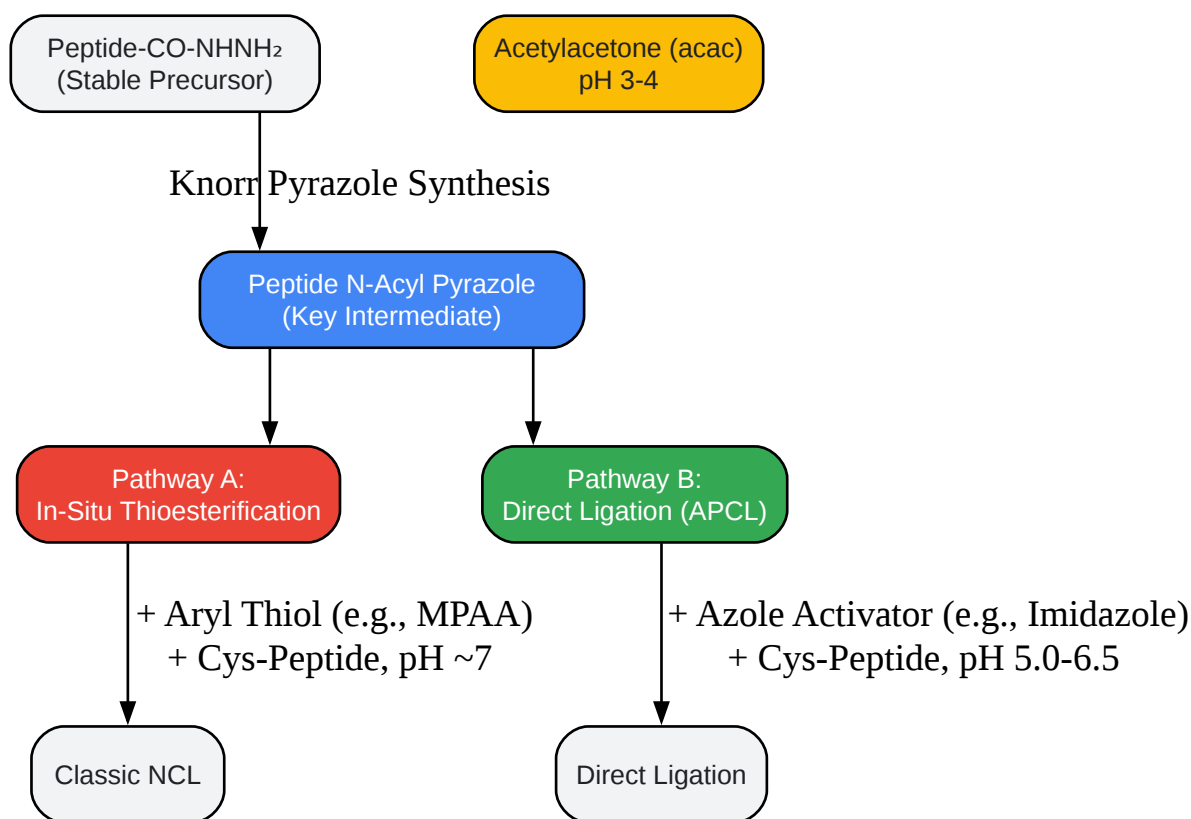 Peptide-CO-NHNH₂
(Stable Precursor)
Acetylacetone (acac)
pH 3-4
Knorr Pyrazole Synthesis
Peptide N-Acyl Pyrazole
(Key Intermediate)
Pathway A:
In-Situ Thioesterification
Pathway B:
Direct Ligation (APCL)
+ Aryl Thiol (e.g., MPAA)
+ Cys-Peptide, pH ~7
+ Azole Activator (e.g., Imidazole)
+ Cys-Peptide, pH 5.0-6.5
Classic NCL
Direct Ligation